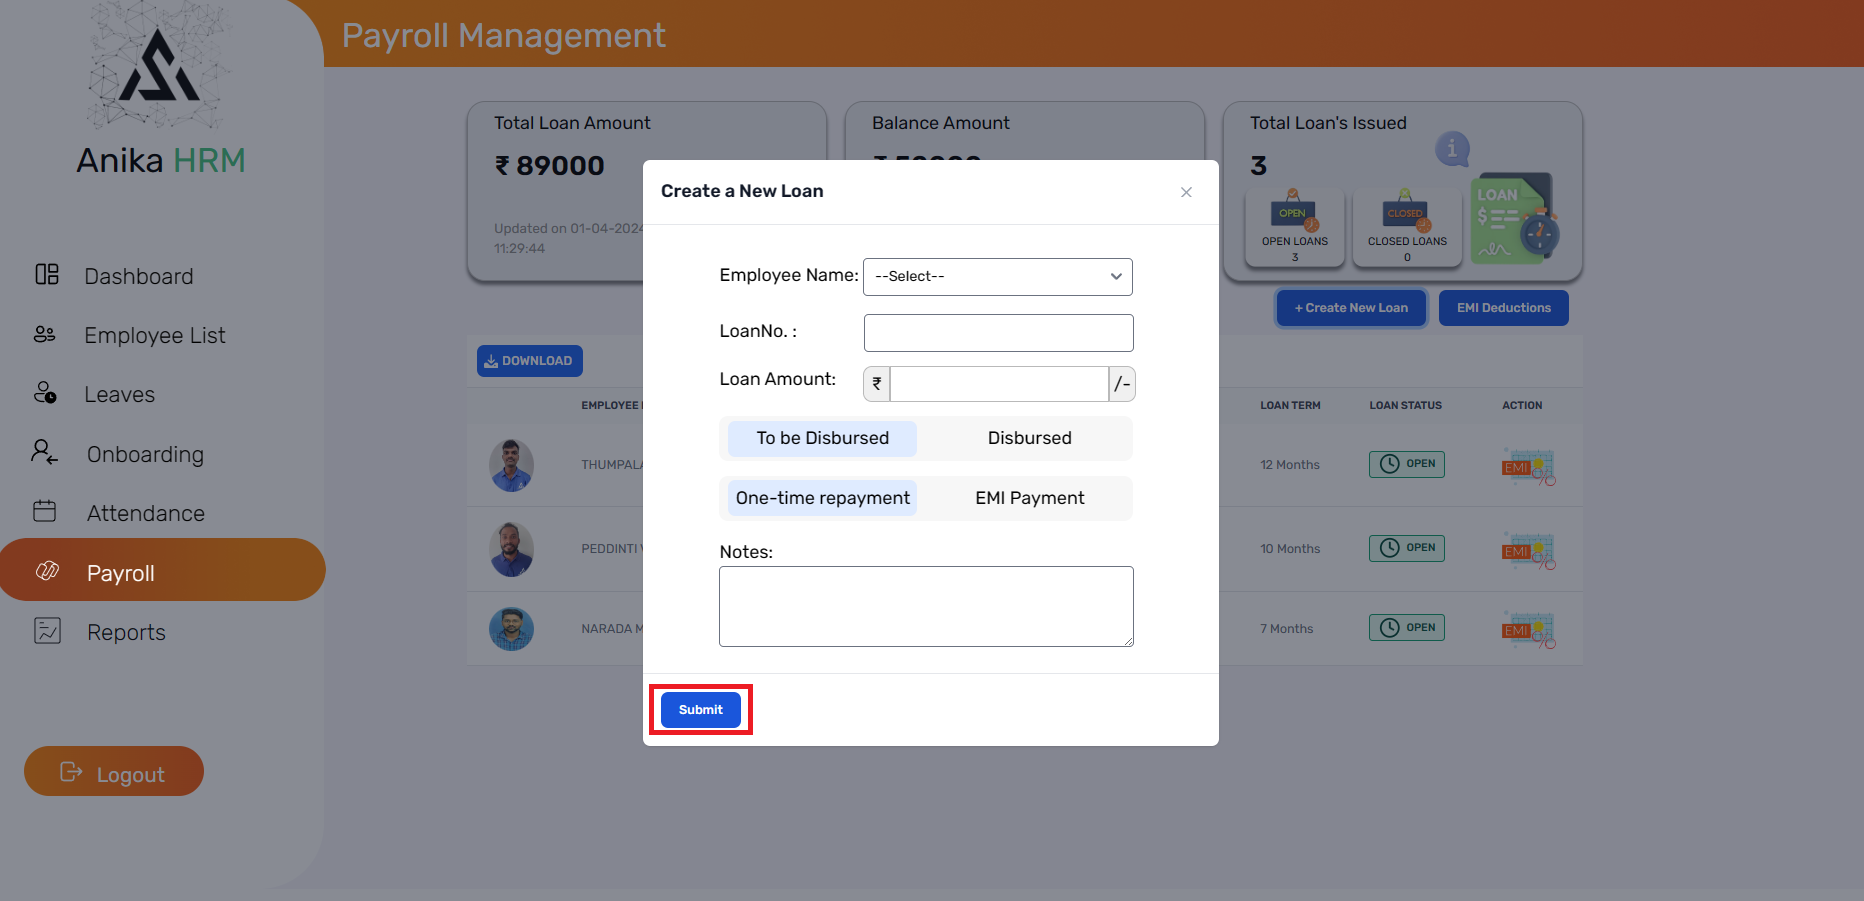 Payroll Management
Anika HRM
Dashboard
Employee List
Leaves
Onboarding
Attendance
Payroll
Reports
Logout
Total Loan Amount
₹ 89000
Updated on 01-04-2024
11:29:44
Balance Amount
Total Loan's Issued
3
OPEN
OPEN LOANS
3
CLOSED
CLOSED LOANS
0
LOAN
$
+ Create New Loan
EMI Deductions
DOWNLOAD
EMPLOYEE
LOAN TERM
LOAN STATUS
ACTION
THUMPALA
12 Months
OPEN
EMI
%
PEDDINTI
10 Months
OPEN
EMI
%
NARADA M
7 Months
OPEN
EMI
%
Create a New Loan
×
Employee Name:
--Select--
LoanNo. :
Loan Amount:
₹
/-
To be Disbursed
Disbursed
One-time repayment
EMI Payment
Notes:
Submit